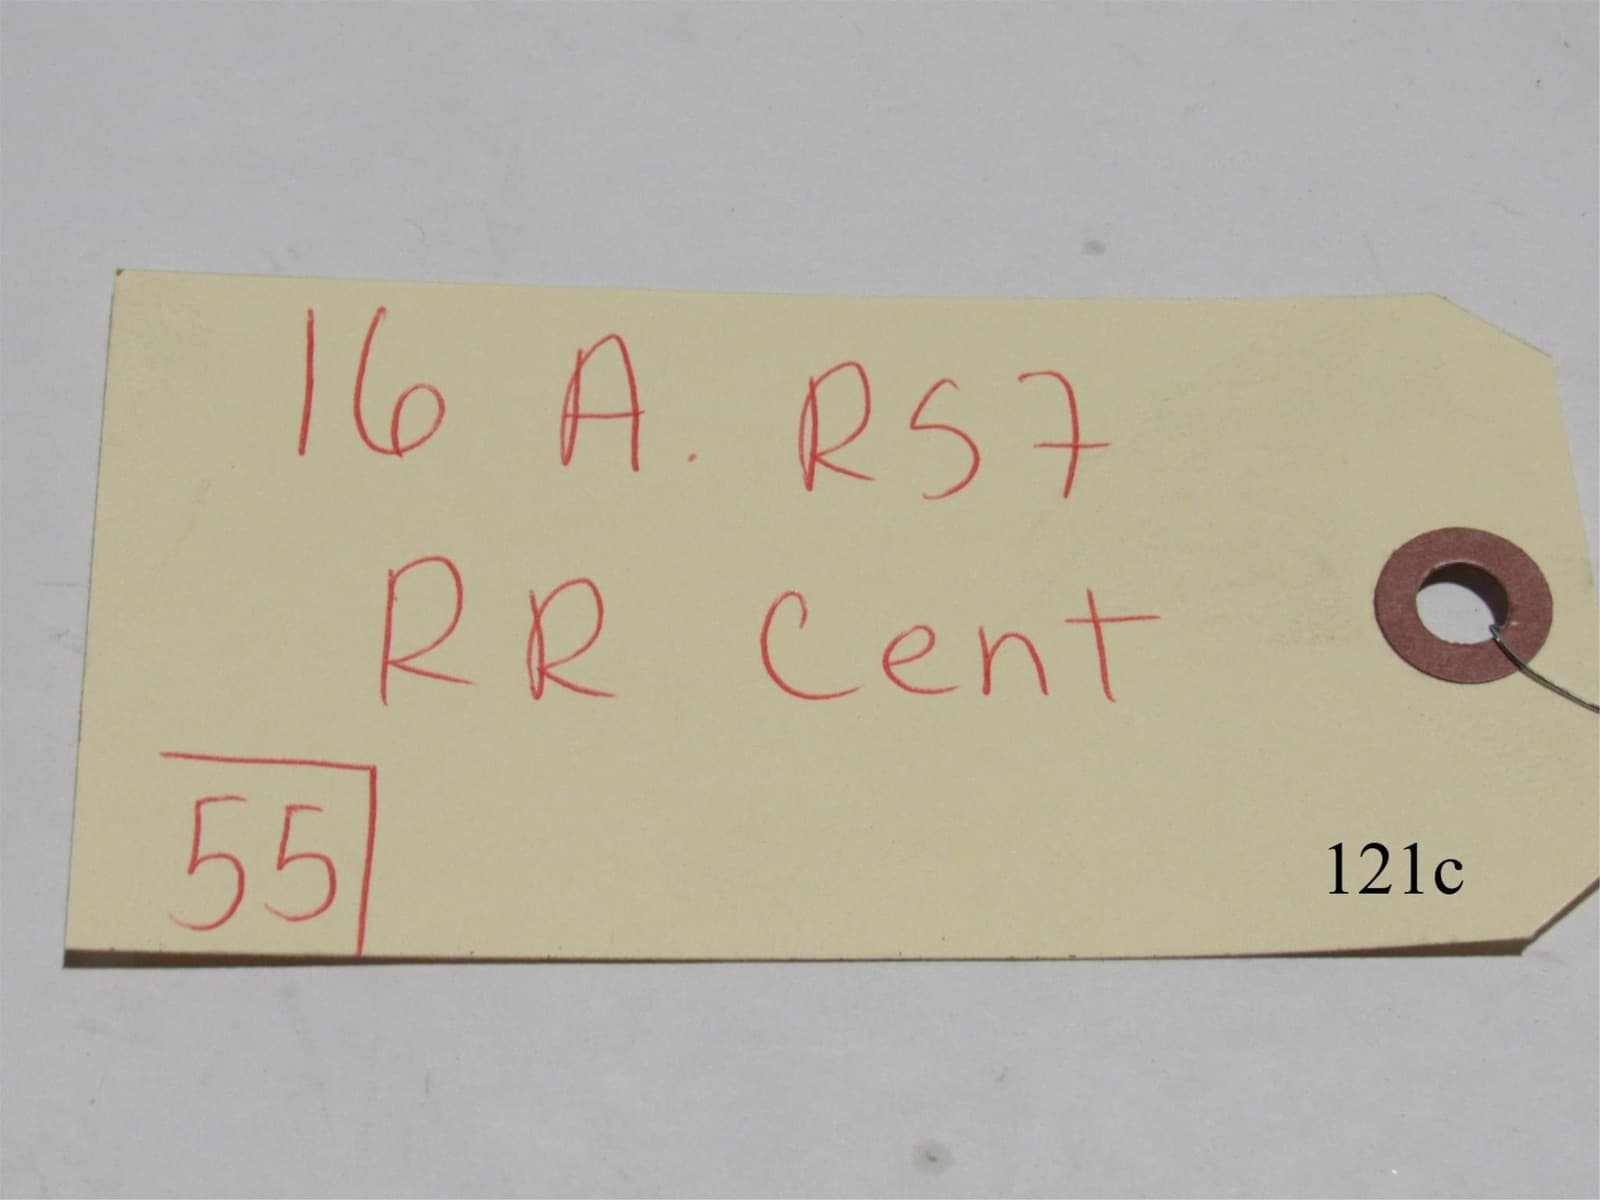 16 A. RS7
RR Cent
55
121c